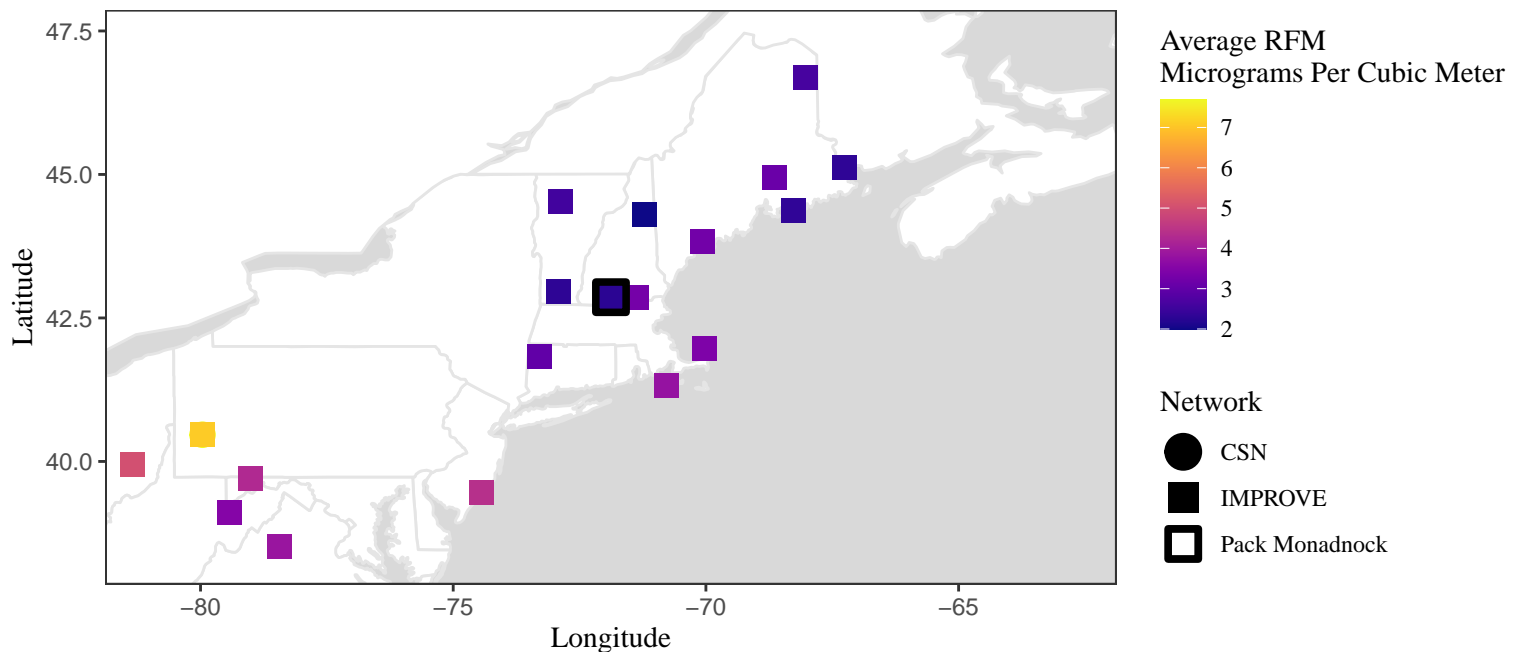 47.5
45.0
42.5
40.0
Latitude
−80
−75
−70
−65
Longitude
Average RFM
Micrograms Per Cubic Meter
7
6
5
4
3
2
Network
CSN
IMPROVE
Pack Monadnock